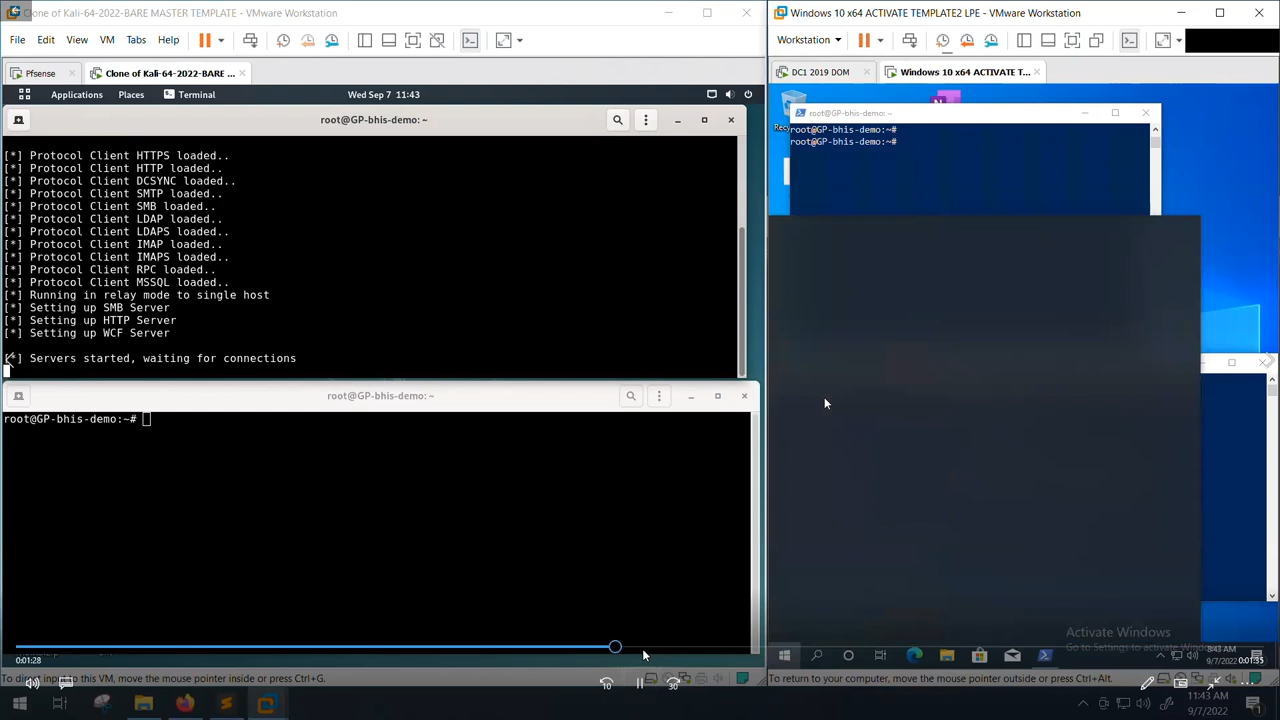 Clone of Kali-64-2022-BARE MASTER TEMPLATE - VMware Workstation
File Edit View VM Tabs Help
Pfsense
Clone of Kali-64-2022-BARE ...
Applications Places Terminal
Wed Sep 7 11:43
root@GP-bhis-demo: ~
[*] Protocol Client HTTPS loaded..
[*] Protocol Client HTTP loaded..
[*] Protocol Client DCSYNC loaded..
[*] Protocol Client SMTP loaded..
[*] Protocol Client SMB loaded..
[*] Protocol Client LDAP loaded..
[*] Protocol Client LDAPS loaded..
[*] Protocol Client IMAP loaded..
[*] Protocol Client IMAPS loaded..
[*] Protocol Client RPC loaded..
[*] Protocol Client MSSQL loaded..
[*] Running in relay mode to single host
[*] Setting up SMB Server
[*] Setting up HTTP Server
[*] Setting up WCF Server
[*] Servers started, waiting for connections
root@GP-bhis-demo: ~
root@GP-bhis-demo:~#
0:01:28
To direct input to this VM, move the mouse pointer inside or press Ctrl+G.
10
30
Windows 10 x64 ACTIVATE TEMPLATE2 LPE - VMware Workstation
Workstation
DC1 2019 DOM
Windows 10 x64 ACTIVATE T...
root@GP-bhis-demo: ~
root@GP-bhis-demo:~#
root@GP-bhis-demo:~#
Activate Windows
Go to Settings to activate
8:43 AM
9/7/2022
0:01:35
To return to your computer, move the mouse pointer outside or press Ctrl+Alt.
11:43 AM
9/7/2022
1